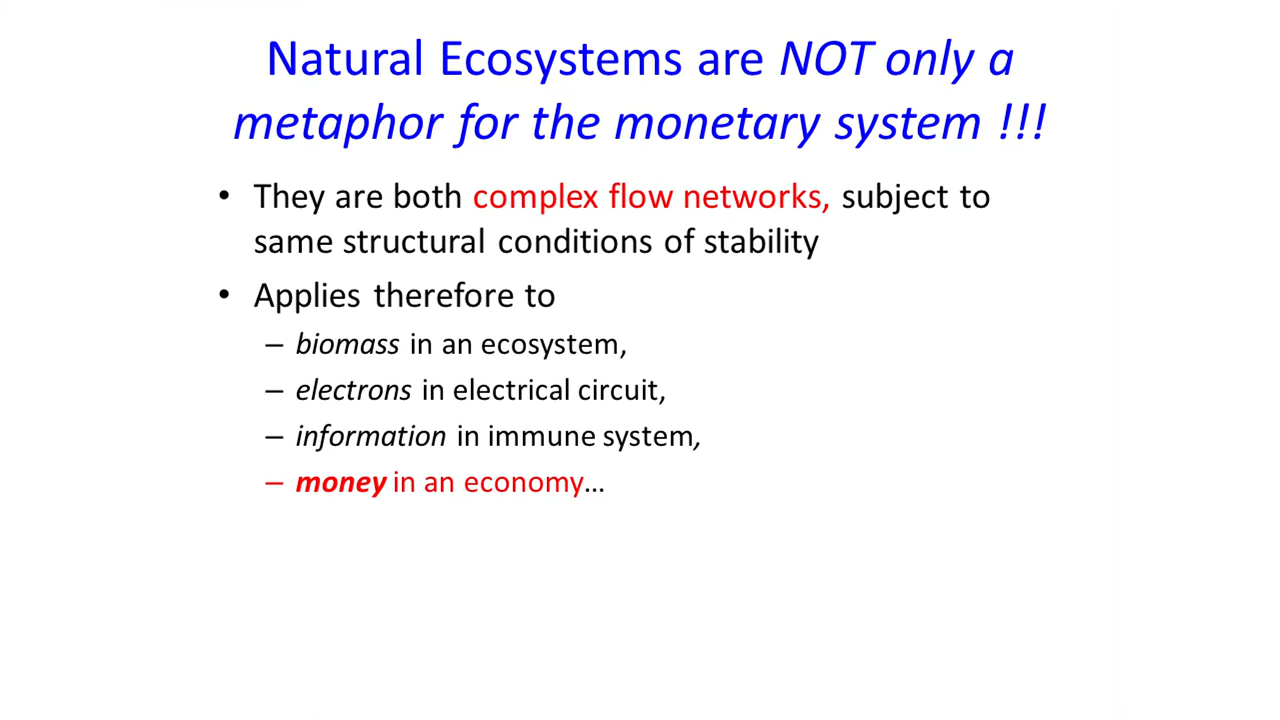 Natural Ecosystems are NOT only a
metaphor for the monetary system !!!
• They are both complex flow networks, subject to
same structural conditions of stability
• Applies therefore to
– biomass in an ecosystem,
– electrons in electrical circuit,
– information in immune system,
– money in an economy...